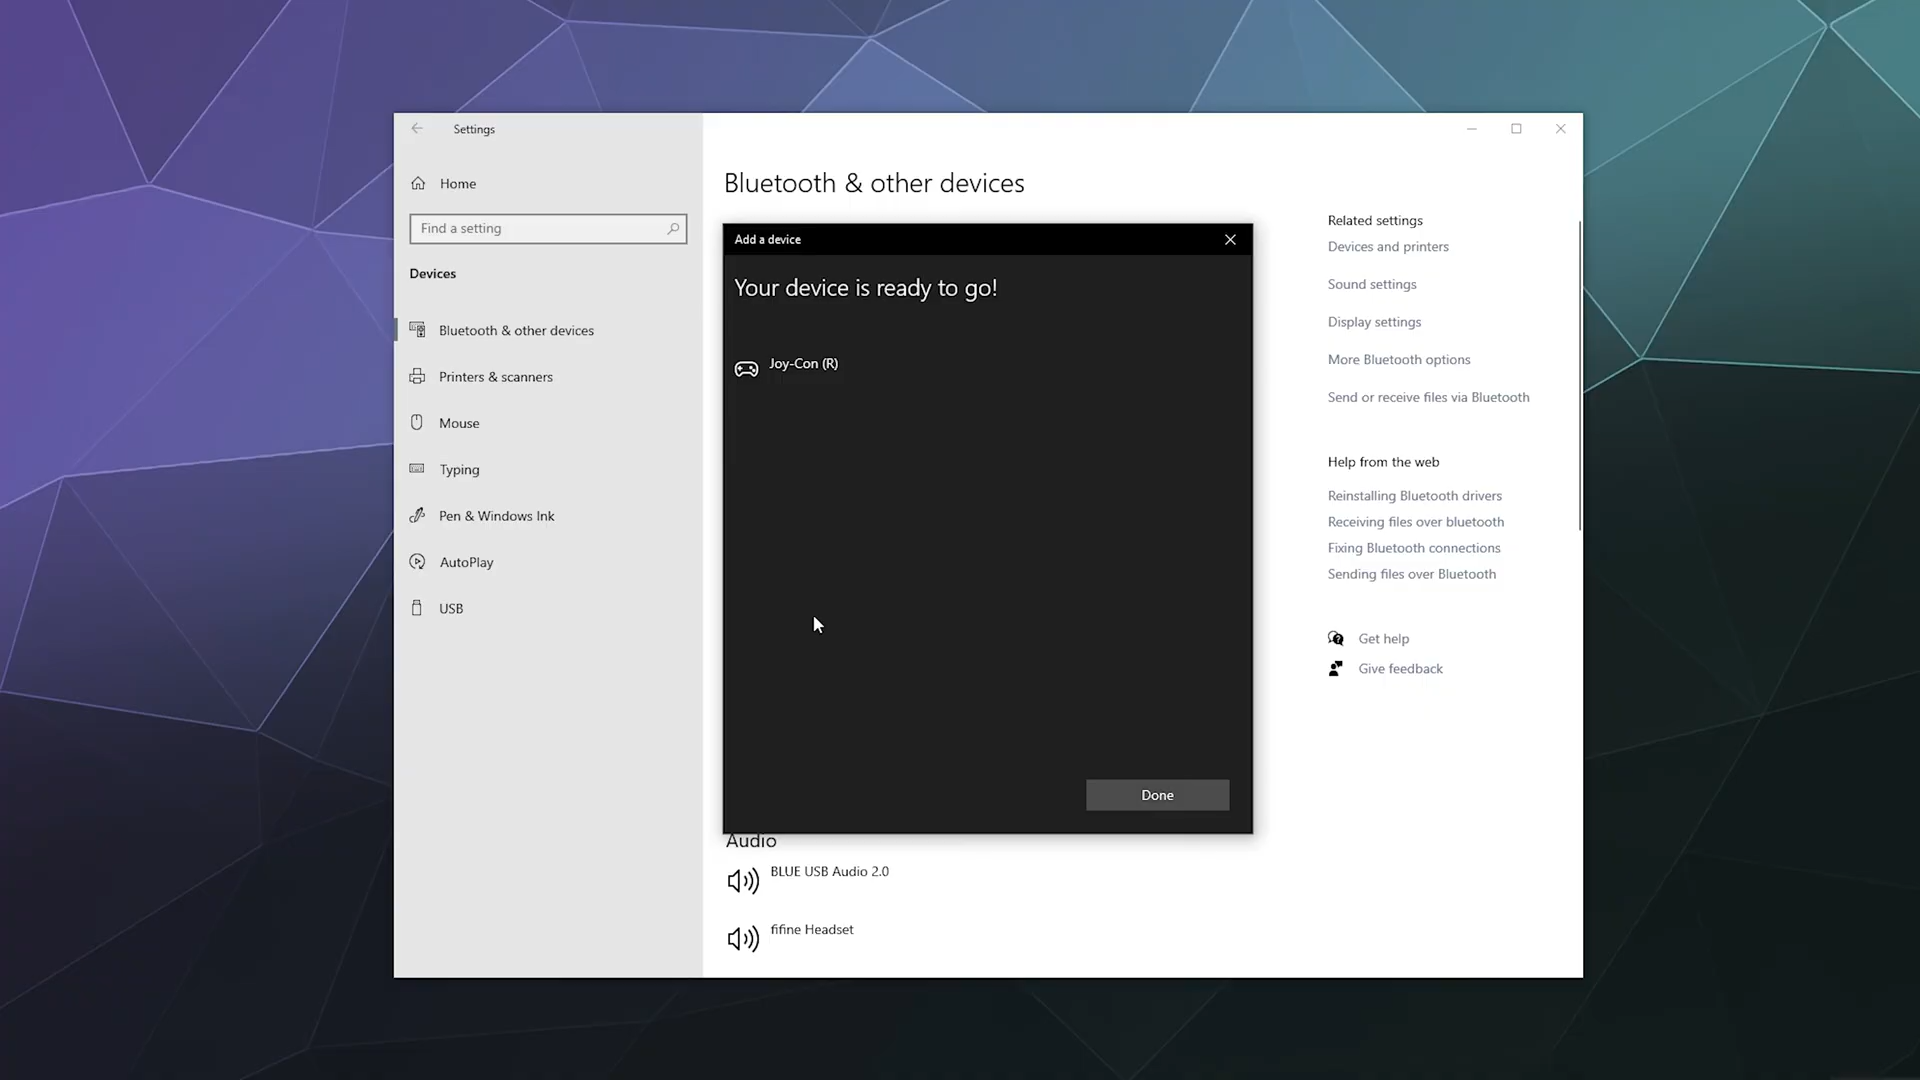 Settings
Home
Find a setting
Devices
Bluetooth & other devices
Printers & scanners
Mouse
Typing
Pen & Windows Ink
AutoPlay
USB
Bluetooth & other devices
Add a device
Your device is ready to go!
Joy-Con (R)
Done
Audio
BLUE USB Audio 2.0
fifine Headset
Related settings
Devices and printers
Sound settings
Display settings
More Bluetooth options
Send or receive files via Bluetooth
Help from the web
Reinstalling Bluetooth drivers
Receiving files over bluetooth
Fixing Bluetooth connections
Sending files over Bluetooth
Get help
Give feedback